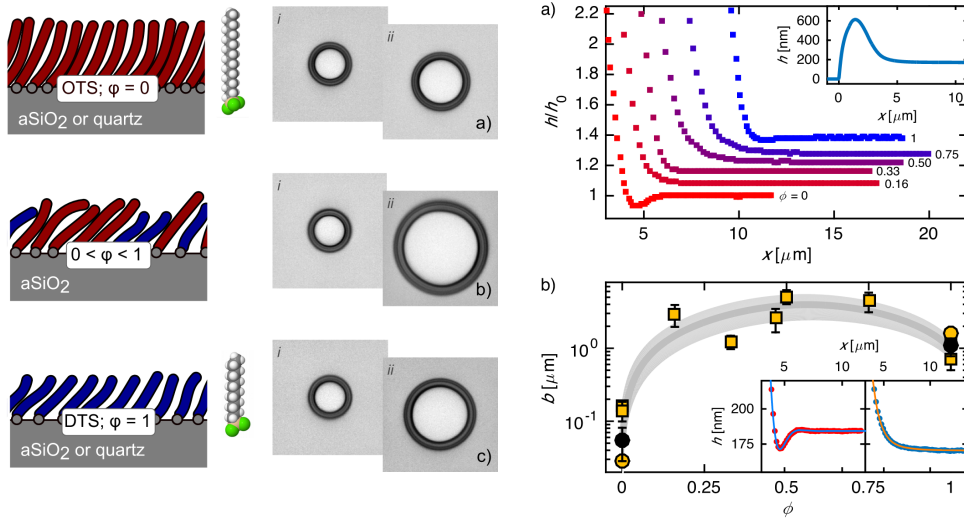 OTS; φ = 0
aSiO2 or quartz
i
ii
a)
0 < φ < 1
aSiO2
i
ii
b)
DTS; φ = 1
aSiO2 or quartz
i
ii
c)
a)
2.2
2
1.8
1.6
1.4
1.2
1
h/h0
5
10
15
20
x [μm]
1
0.75
0.50
0.33
0.16
ϕ = 0
600
400
200
0
h [nm]
0
5
10
x [μm]
b)
10^1
10^0
10^-1
b [μm]
0
0.25
0.5
0.75
1
ϕ
x [μm]
5
10
5
10
200
175
h [nm]